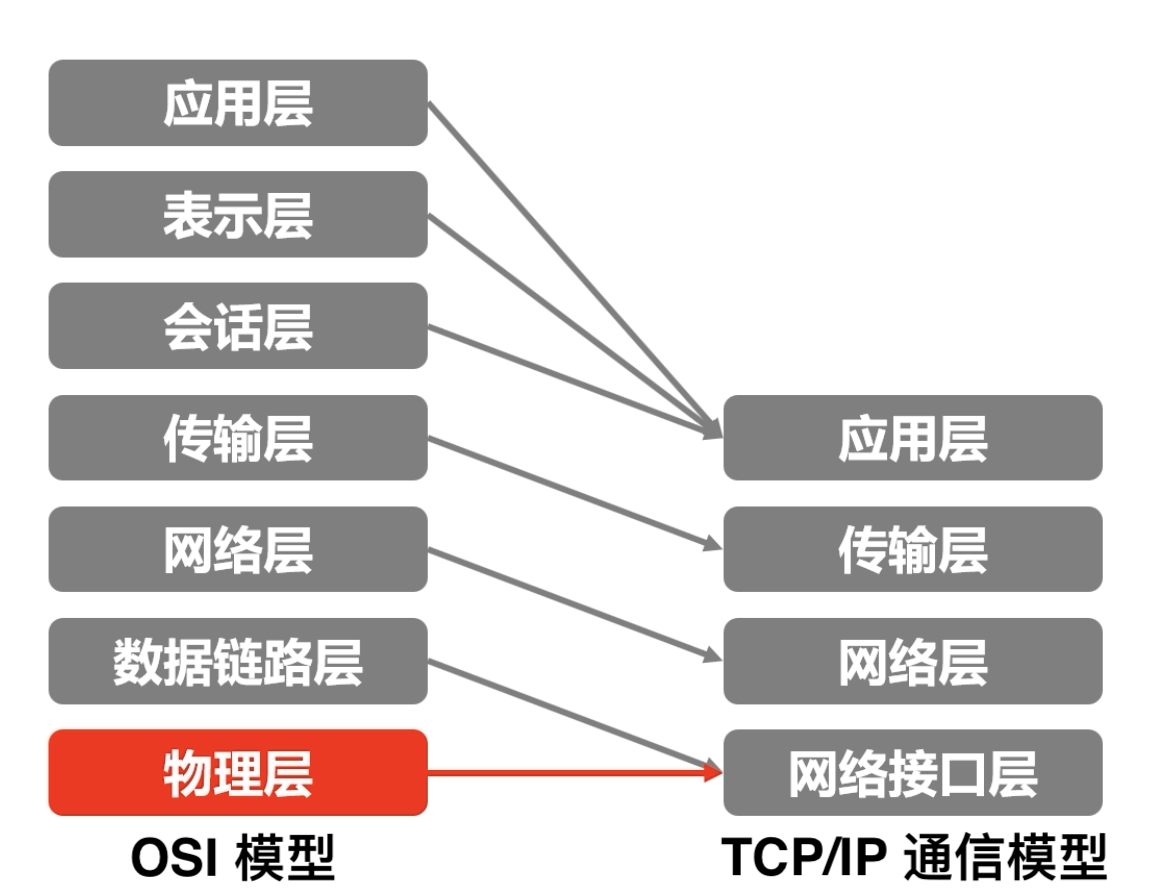 应用层
表示层
会话层
传输层
网络层
数据链路层
物理层
OSI 模型
应用层
传输层
网络层
网络接口层
TCP/IP 通信模型